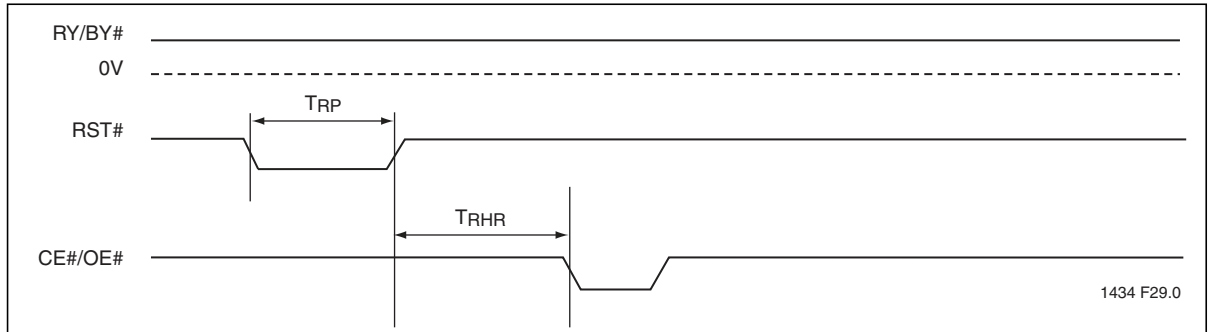 RY/BY#
0V
TRP
RST#
TRHR
CE#/OE#
1434 F29.0